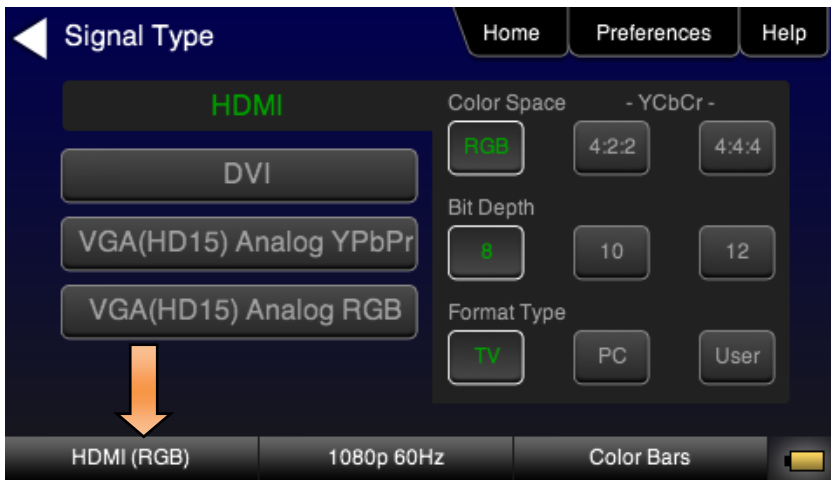 Signal Type
Home
Preferences
Help
HDMI
DVI
VGA(HD15) Analog YPbPr
VGA(HD15) Analog RGB
Color Space - YCbCr -
RGB 4:2:2 4:4:4
Bit Depth
8 10 12
Format Type
TV PC User
HDMI (RGB) 1080p 60Hz Color Bars